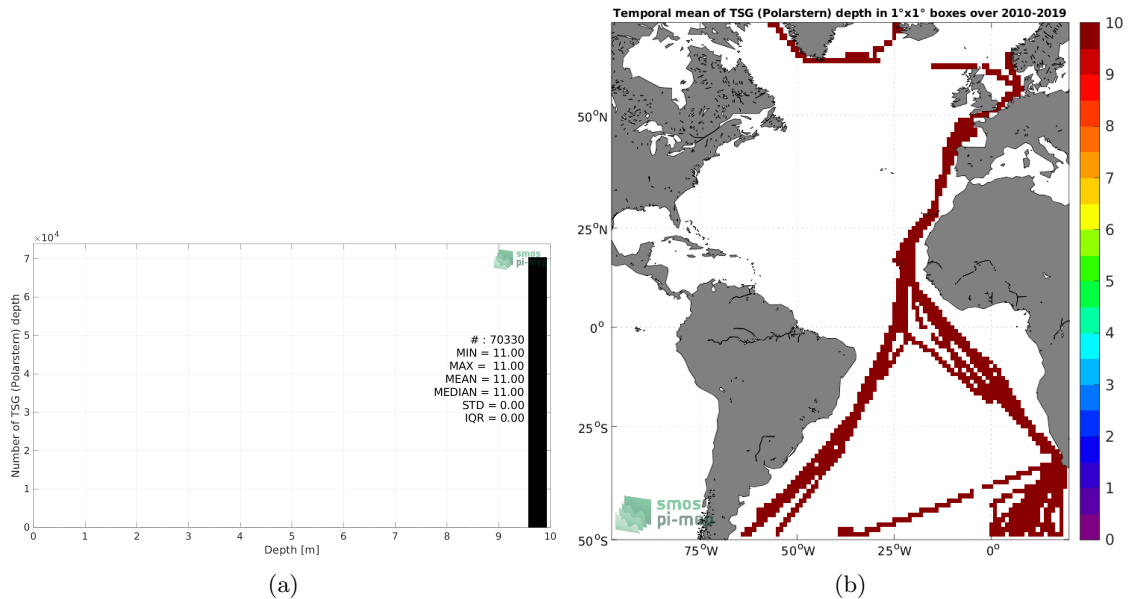 ×10⁴
7
6
5
4
3
2
1
0
Number of TSG (Polarstern) depth
smos
pi-mep
# : 70330
MIN = 11.00
MAX = 11.00
MEAN = 11.00
MEDIAN = 11.00
STD = 0.00
IQR = 0.00
0 1 2 3 4 5 6 7 8 9 10
Depth [m]
(a)
Temporal mean of TSG (Polarstern) depth in 1°x1° boxes over 2010-2019
50°N
25°N
0°
25°S
50°S
75°W 50°W 25°W 0°
smos
pi-mep
10
9
8
7
6
5
4
3
2
1
0
(b)